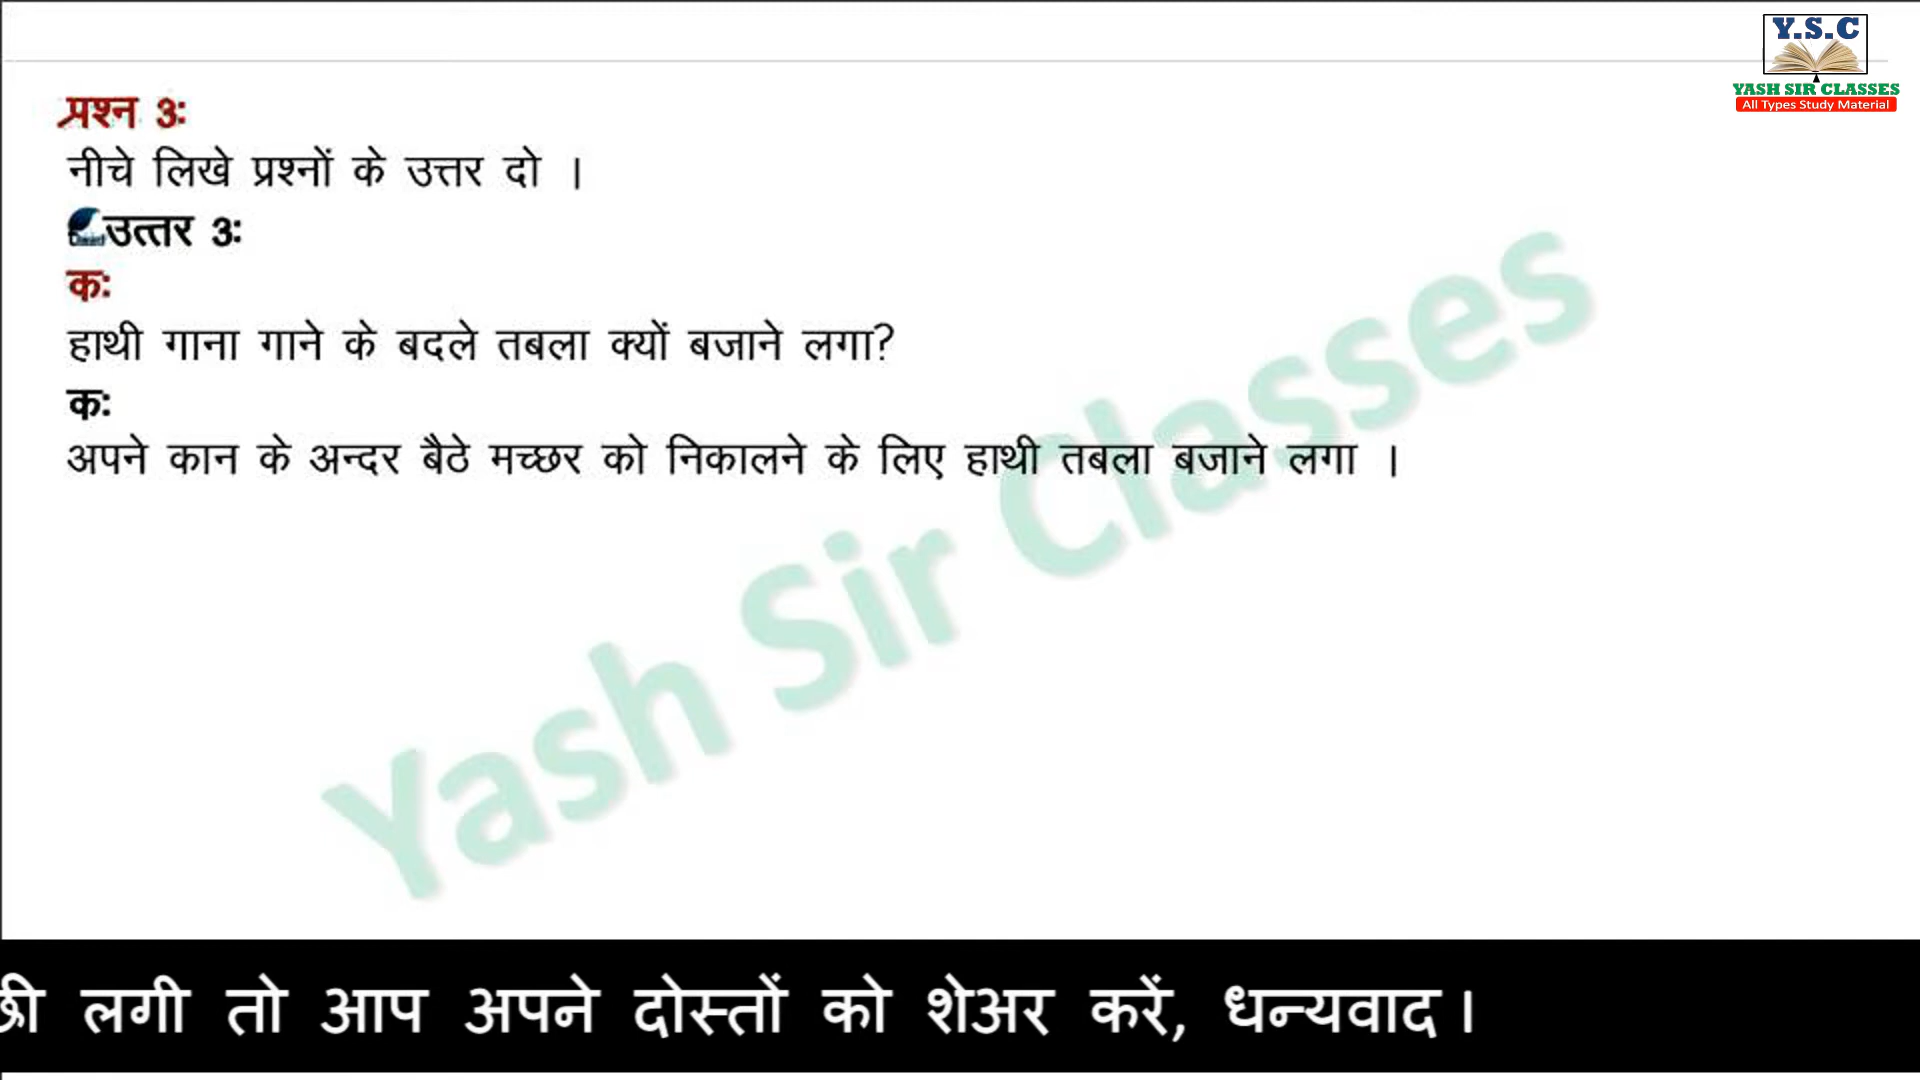 Y.S.C
YASH SIR CLASSES
All Types Study Material
प्रश्न 3:
नीचे लिखे प्रश्नों के उत्तर दो ।
उत्तर 3:
क:
हाथी गाना गाने के बदले तबला क्यों बजाने लगा?
क:
अपने कान के अन्दर बैठे मच्छर को निकालने के लिए हाथी तबला बजाने लगा ।
Yash Sir Classes
लगी तो आप अपने दोस्तों को शेअर करें, धन्यवाद।